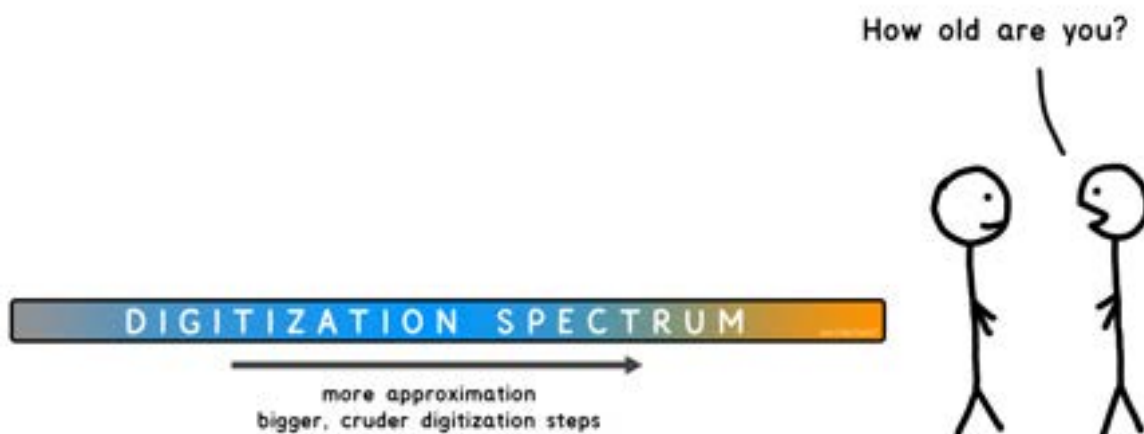 How old are you?
DIGITIZATION SPECTRUM
more approximation
bigger, cruder digitization steps